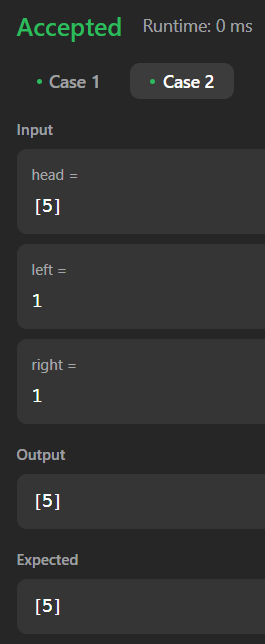 Accepted Runtime: 0 ms
• Case 1 • Case 2
Input
head =
[5]
left =
1
right =
1
Output
[5]
Expected
[5]